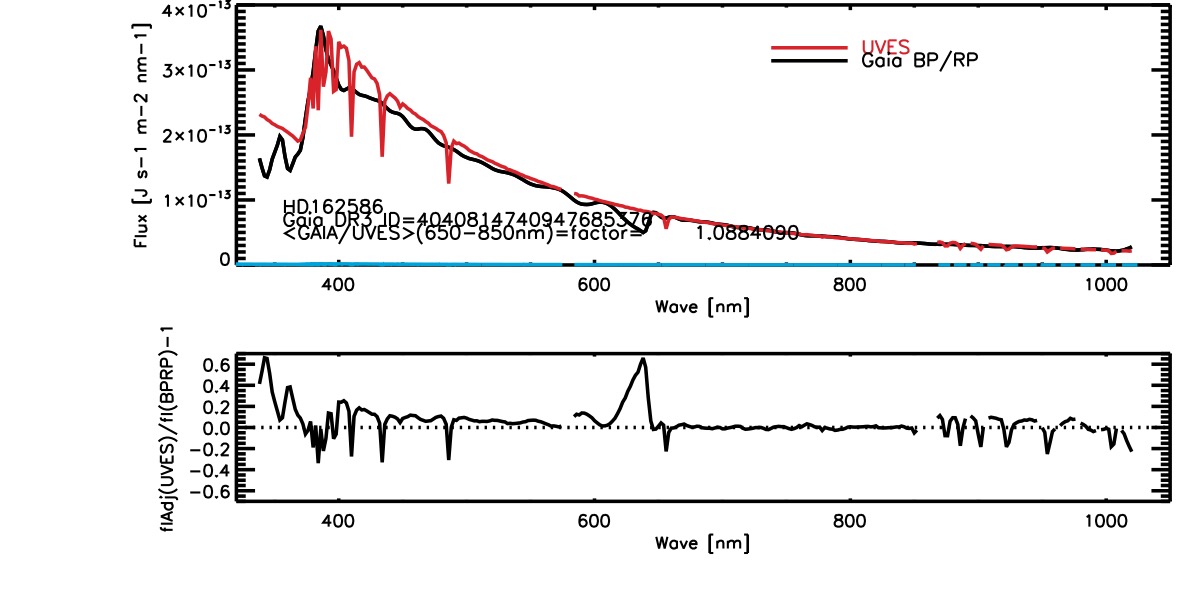 4×10−13
3×10−13
2×10−13
1×10−13
0
Flux [J s−1 m−2 nm−1]
UVES
Gaia BP/RP
HD162586
Gaia DR3 ID=4040814740947685376
<GAIA/UVES>(650−850nm)=factor= 1.0884090
400 600 800 1000
Wave [nm]
flAdj(UVES)/fl(BPRP)−1
0.6
0.4
0.2
0.0
−0.2
−0.4
−0.6
400 600 800 1000
Wave [nm]